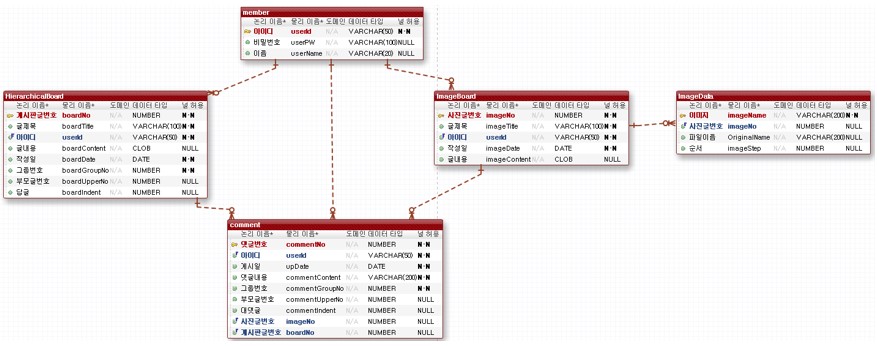 member
논리 이름* 물리 이름* 도메인 데이터 타입 널 허용
아이디 userId N/A VARCHAR(50) N·N
비밀번호 userPW N/A VARCHAR(100) NULL
이름 userName N/A VARCHAR(20) NULL
HierarchicalBoard
논리 이름* 물리 이름* 도메인 데이터 타입 널 허용
게시판글번호 boardNo N/A NUMBER N·N
글제목 boardTitle N/A VARCHAR(100) N·N
아이디 userId N/A VARCHAR(50) N·N
글내용 boardContent N/A CLOB NULL
작성일 boardDate N/A DATE N·N
그룹번호 boardGroupNo N/A NUMBER N·N
부모글번호 boardUpperNo N/A NUMBER NULL
답글 boardIndent N/A NUMBER NULL
ImageBoard
논리 이름* 물리 이름* 도메인 데이터 타입 널 허용
사진글번호 imageNo N/A NUMBER N·N
글제목 imageTitle N/A VARCHAR(100) N·N
아이디 userId N/A VARCHAR(50) N·N
작성일 imageDate N/A DATE N·N
글내용 imageContent N/A CLOB NULL
ImageData
논리 이름* 물리 이름* 도메인 데이터 타입 널 허용
이미지 imageName N/A VARCHAR(200) N·N
사진글번호 imageNo N/A NUMBER NULL
파일이름 OriginalName N/A VARCHAR(200) NULL
순서 imageStep N/A NUMBER NULL
comment
논리 이름* 물리 이름* 도메인 데이터 타입 널 허용
댓글번호 commentNo N/A NUMBER N·N
아이디 userId N/A VARCHAR(50) N·N
게시일 upDate N/A DATE N·N
댓글내용 commentContent N/A VARCHAR(200) N·N
그룹번호 commentGroupNo N/A NUMBER N·N
부모글번호 commentUpperNo N/A NUMBER NULL
대댓글 commentIndent N/A NUMBER NULL
사진글번호 imageNo N/A NUMBER NULL
게시판글번호 boardNo N/A NUMBER NULL